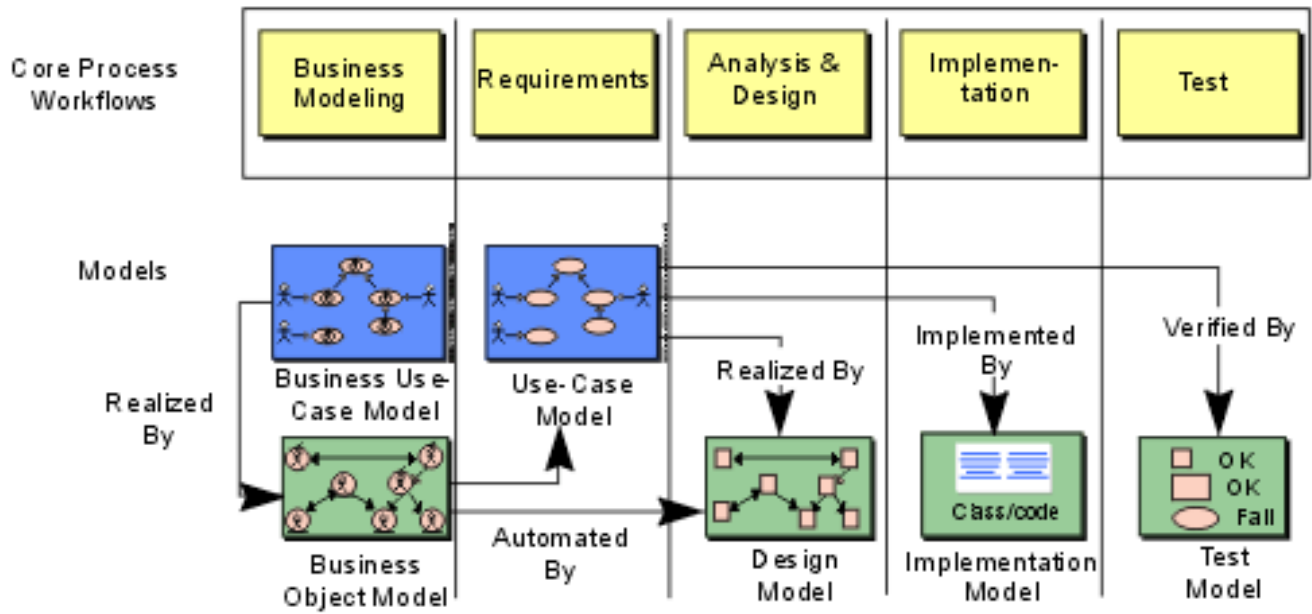 Core Process
Workflows
Business
Modeling
Requirements
Analysis &
Design
Implemen-
tation
Test
Models
Realized
By
Business Use-
Case Model
Use- Case
Model
Realized By
Implemented
By
Verified By
Business
Object Model
Automated
By
Design
Model
Class/code
Implementation
Model
OK
OK
Fail
Test
Model